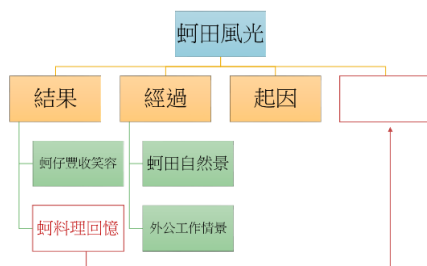 蚵田風光
結果
經過
起因
蚵仔豐收笑容
蚵田自然景
蚵料理回憶
外公工作情景